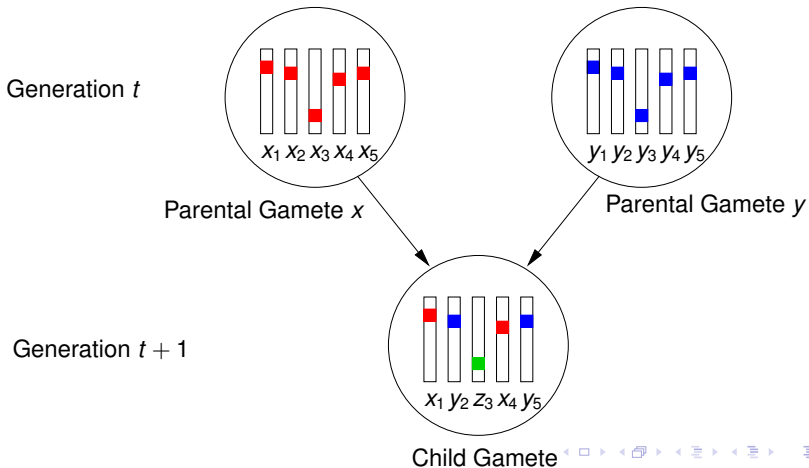 Generation t
x₁ x₂ x₃ x₄ x₅
y₁ y₂ y₃ y₄ y₅
Parental Gamete x
Parental Gamete y
Generation t + 1
x₁ y₂ z₃ x₄ y₅
Child Gamete